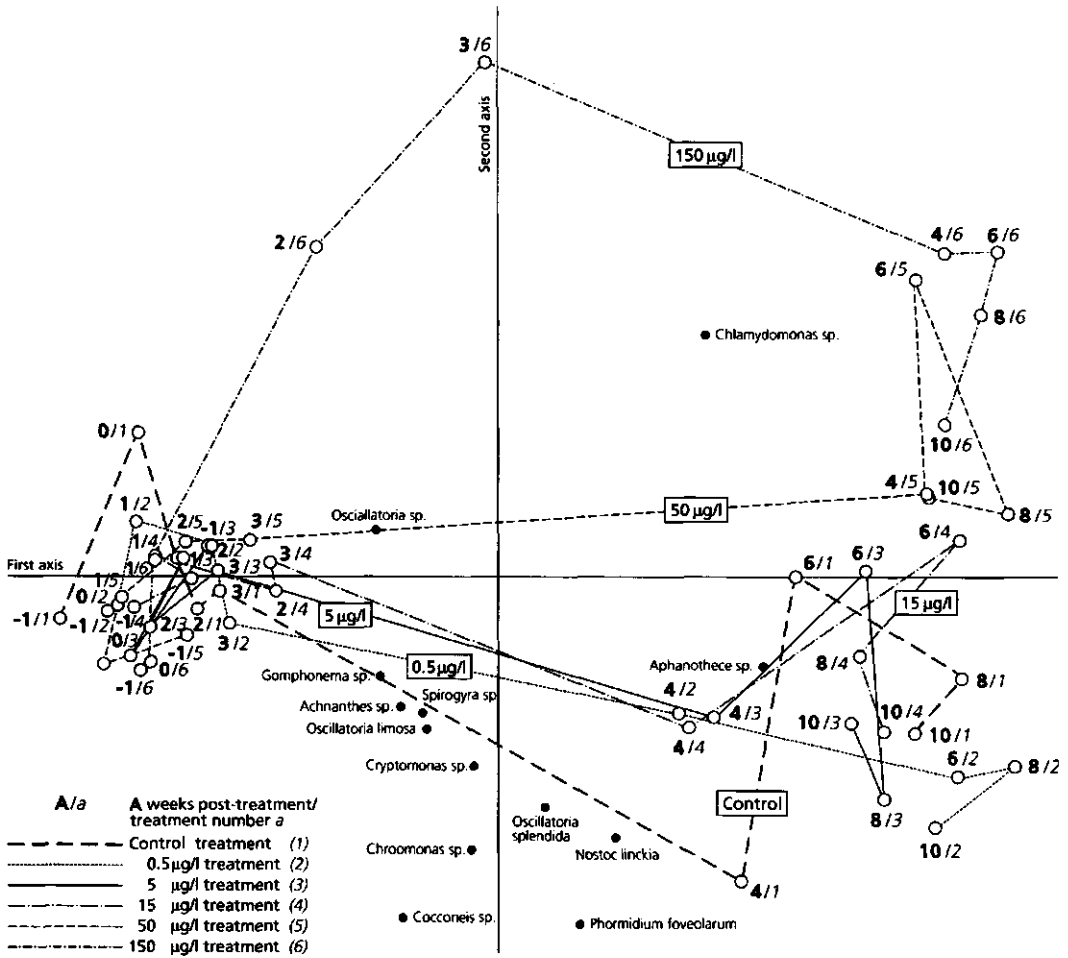 3 /6
Second axis
150 µg/l
2 /6
4 /6
6 /6
6 /5
8 /6
Chlamydomonas sp.
0/1
10 /6
1 /2
4 /5
10 /5
50 µg/l
8 /5
2/5
-1/3
3 /5
Osciallatoria sp.
1/4
2/2
3 /4
6 /4
First axis
1/6
1/3
3 /3
6 /1
6 /3
1/5
0 /2
3 /1
2 /4
15 µg/l
-1 /1
-1 /2
-1/4
2/3
2 /1
5 µg/l
3 /2
0/3
-1/5
0.5 µg/l
Aphanothece sp.
8 /4
-1 /6
0 /6
Gomphonema sp.
8 /1
Achnanthes sp.
Spirogyra sp
4 /2
4 /3
Oscillatoria limosa
4 /4
10 /3
10 /4
10 /1
Cryptomonas sp.
6 /2
8 /2
A/a
A weeks post-treatment/
treatment number a
Control
Oscillatoria
splendida
8 /3
Control treatment (1)
Nostoc linckia
10 /2
0.5 µg/l treatment (2)
Chroomonas sp.
5 µg/l treatment (3)
4 /1
15 µg/l treatment (4)
Cocconeis sp.
Phormidium foveolarum
50 µg/l treatment (5)
150 µg/l treatment (6)